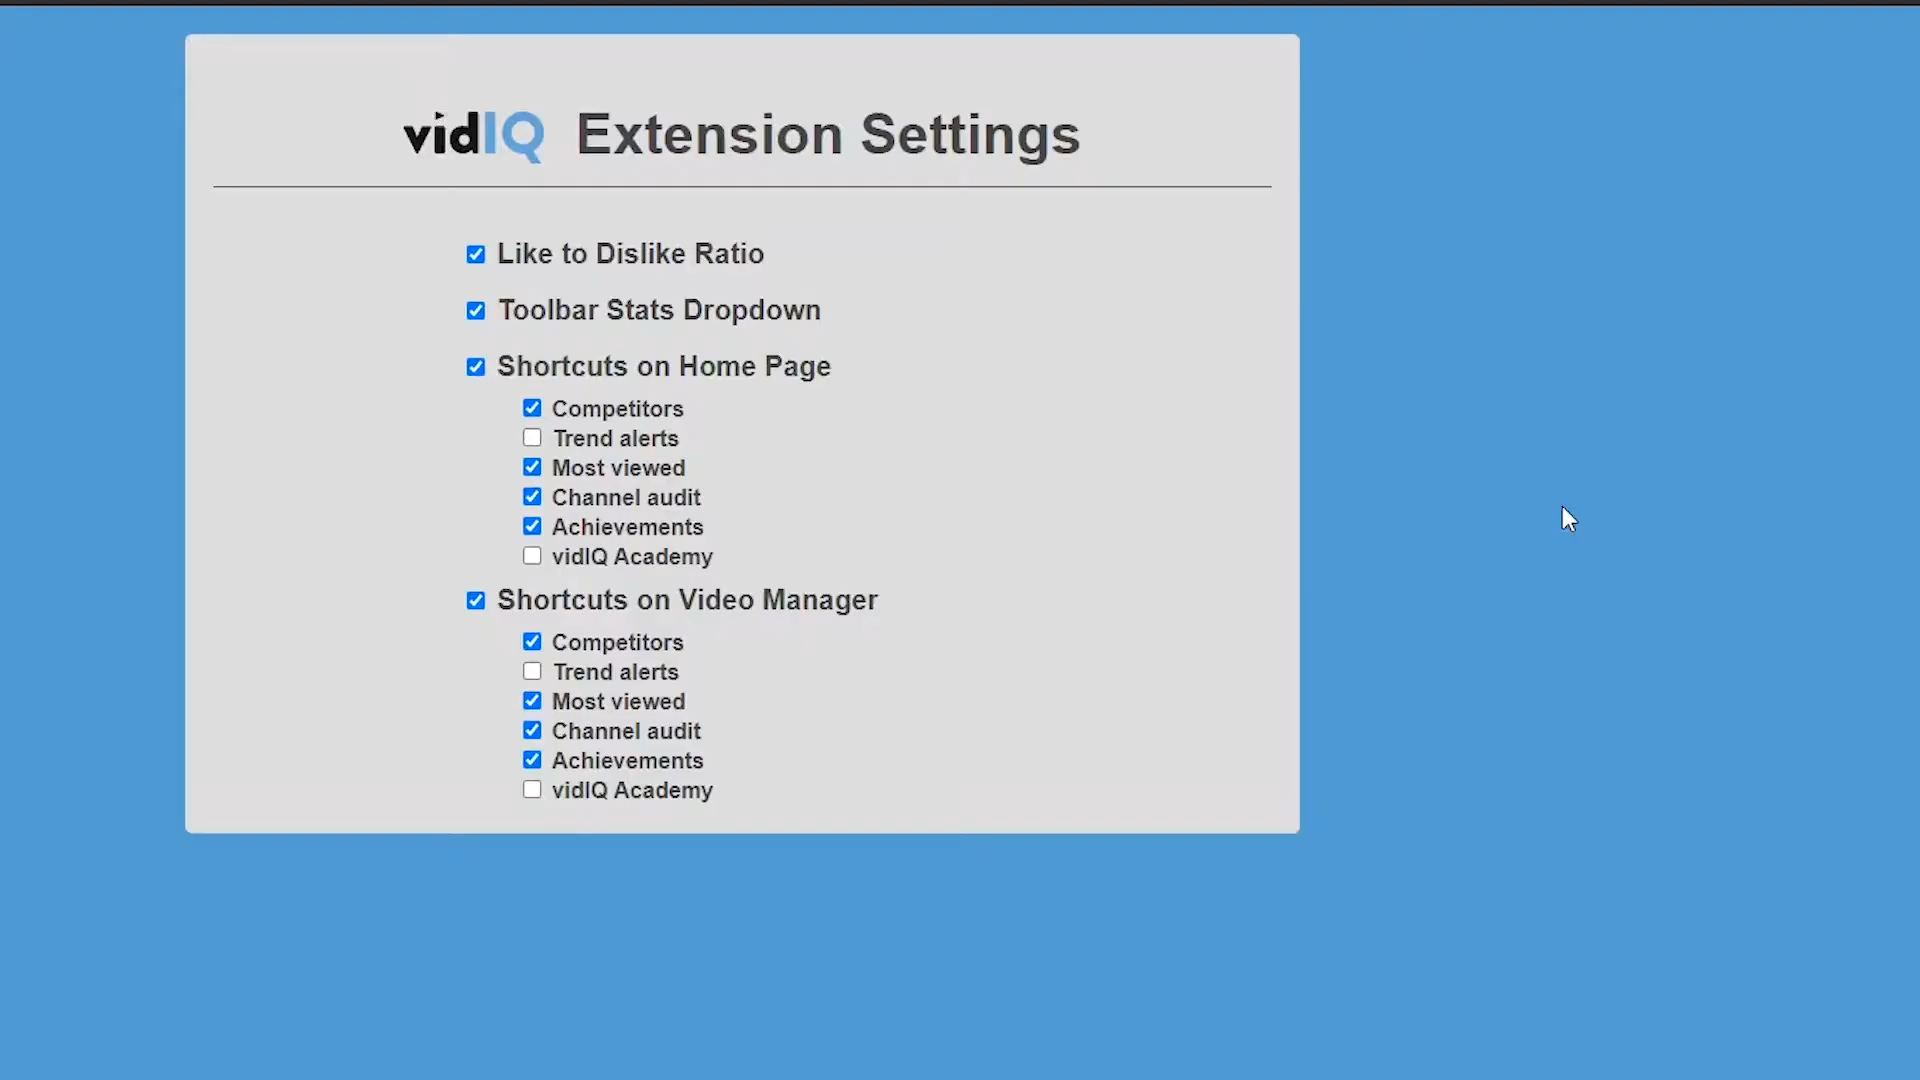 vidIQ Extension Settings
Like to Dislike Ratio
Toolbar Stats Dropdown
Shortcuts on Home Page
Competitors
Trend alerts
Most viewed
Channel audit
Achievements
vidIQ Academy
Shortcuts on Video Manager
Competitors
Trend alerts
Most viewed
Channel audit
Achievements
vidIQ Academy